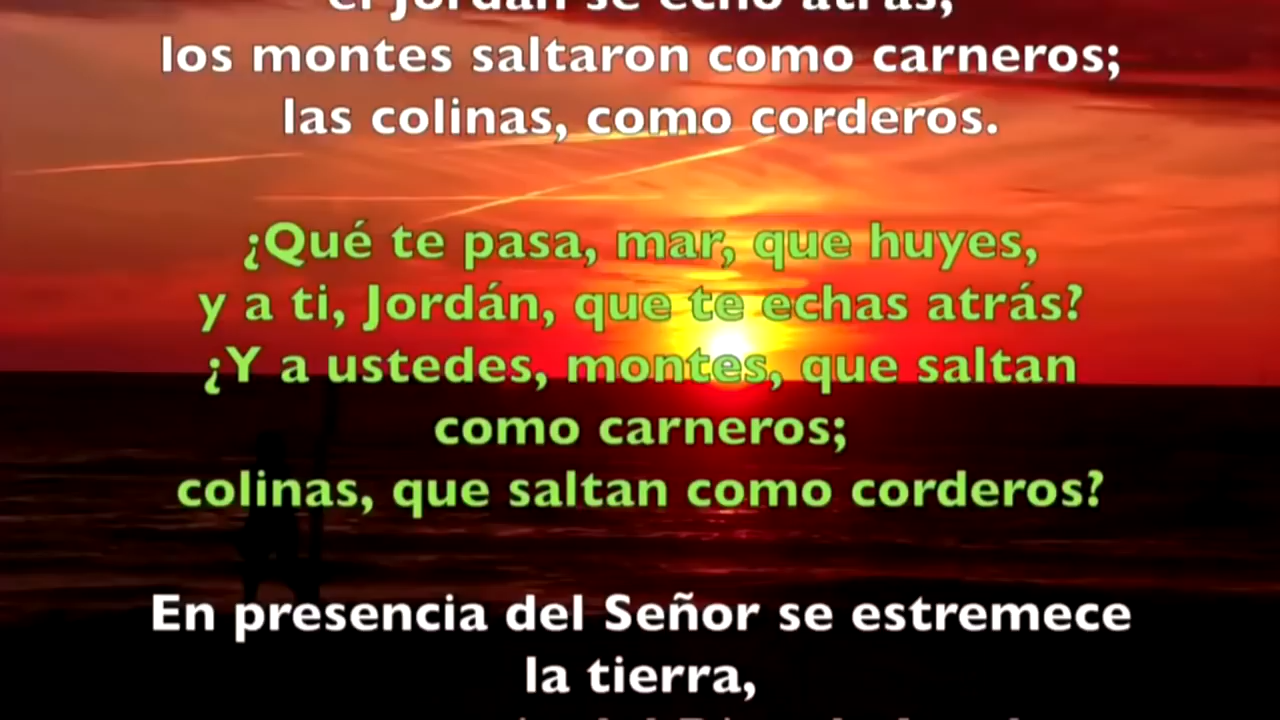 el Jordán se echó atrás;
los montes saltaron como carneros;
las colinas, como corderos.
¿Qué te pasa, mar, que huyes,
y a ti, Jordán, que te echas atrás?
¿Y a ustedes, montes, que saltan
como carneros;
colinas, que saltan como corderos?
En presencia del Señor se estremece
la tierra,